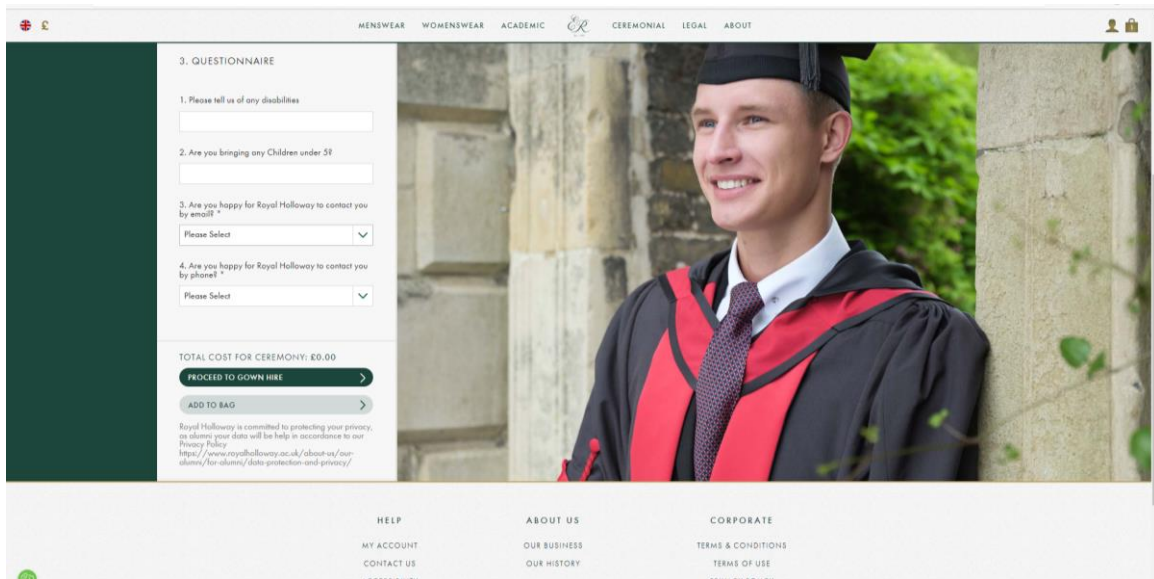 £
MENSWEAR WOMENSWEAR ACADEMIC ER CEREMONIAL LEGAL ABOUT
3. QUESTIONNAIRE
1. Please tell us of any disabilities
2. Are you bringing any Children under 5?
3. Are you happy for Royal Holloway to contact you
by email? *
Please Select
4. Are you happy for Royal Holloway to contact you
by phone? *
Please Select
TOTAL COST FOR CEREMONY: £0.00
PROCEED TO GOWN HIRE
ADD TO BAG
Royal Holloway is committed to protecting your privacy,
as alumni your data will be help in accordance to our
Privacy Policy
https://www.royalholloway.ac.uk/about-us/our-
alumni/for-alumni/data-protection-and-privacy/
HELP ABOUT US CORPORATE
MY ACCOUNT OUR BUSINESS TERMS & CONDITIONS
CONTACT US OUR HISTORY TERMS OF USE